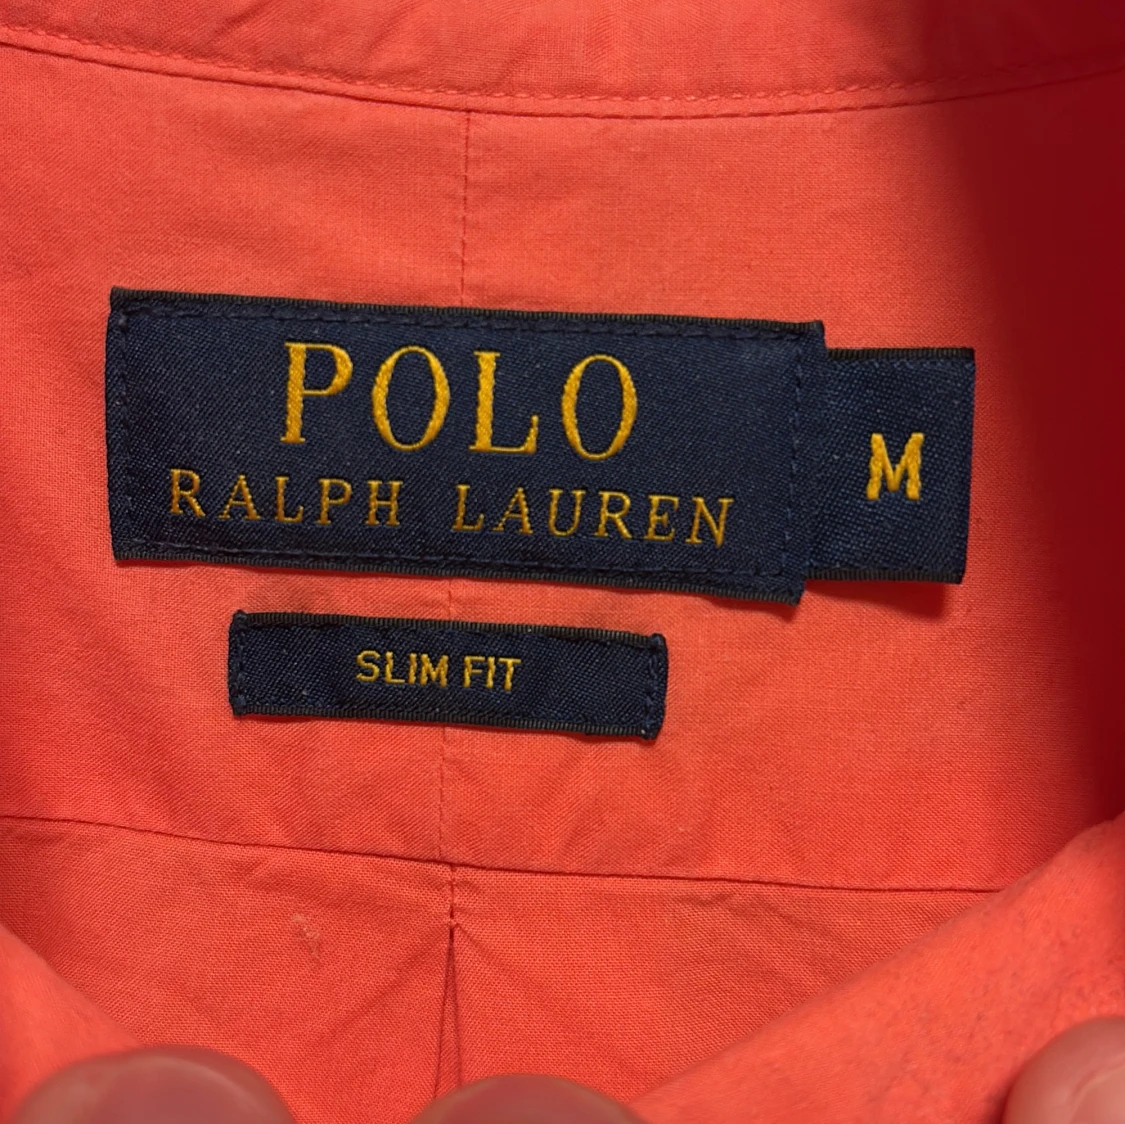 POLO
RALPH LAUREN
M
SLIM FIT